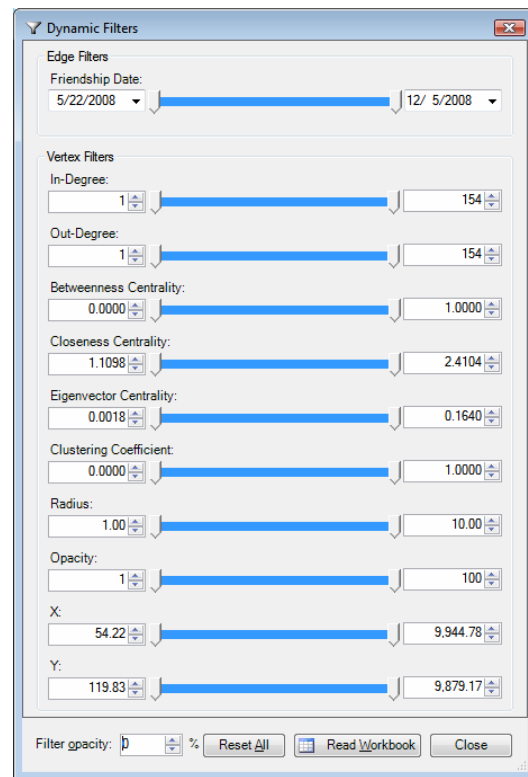 Dynamic Filters
Edge Filters
Friendship Date:
5/22/2008 12/ 5/2008
Vertex Filters
In-Degree:
1 154
Out-Degree:
1 154
Betweenness Centrality:
0.0000 1.0000
Closeness Centrality:
1.1098 2.4104
Eigenvector Centrality:
0.0018 0.1640
Clustering Coefficient:
0.0000 1.0000
Radius:
1.00 10.00
Opacity:
1 100
X:
54.22 9,944.78
Y:
119.83 9,879.17
Filter opacity: 0 % Reset All Read Workbook Close